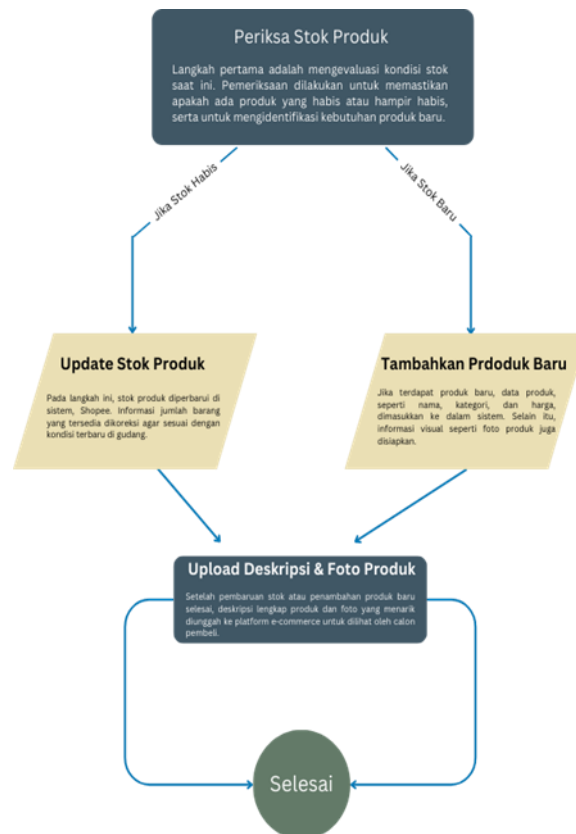 Periksa Stok Produk
Langkah pertama adalah mengevaluasi kondisi stok
saat ini. Pemeriksaan dilakukan untuk memastikan
apakah ada produk yang habis atau hampir habis,
serta untuk mengidentifikasi kebutuhan produk baru.
Jika Stok Habis
Jika Stok Baru
Update Stok Produk
Pada langkah ini, stok produk diperbarui di
sistem, Shopee. Informasi jumlah barang
yang tersedia dikoreksi agar sesuai dengan
kondisi terbaru di gudang.
Tambahkan Prdoduk Baru
Jika terdapat produk baru, data produk,
seperti nama, kategori, dan harga,
dimasukkan ke dalam sistem. Selain itu,
informasi visual seperti foto produk juga
disiapkan.
Upload Deskripsi & Foto Produk
Setelah pembaruan stok atau penambahan produk baru
selesai, deskripsi lengkap produk dan foto yang menarik
diunggah ke platform e-commerce untuk dilihat oleh calon
pembeli.
Selesai